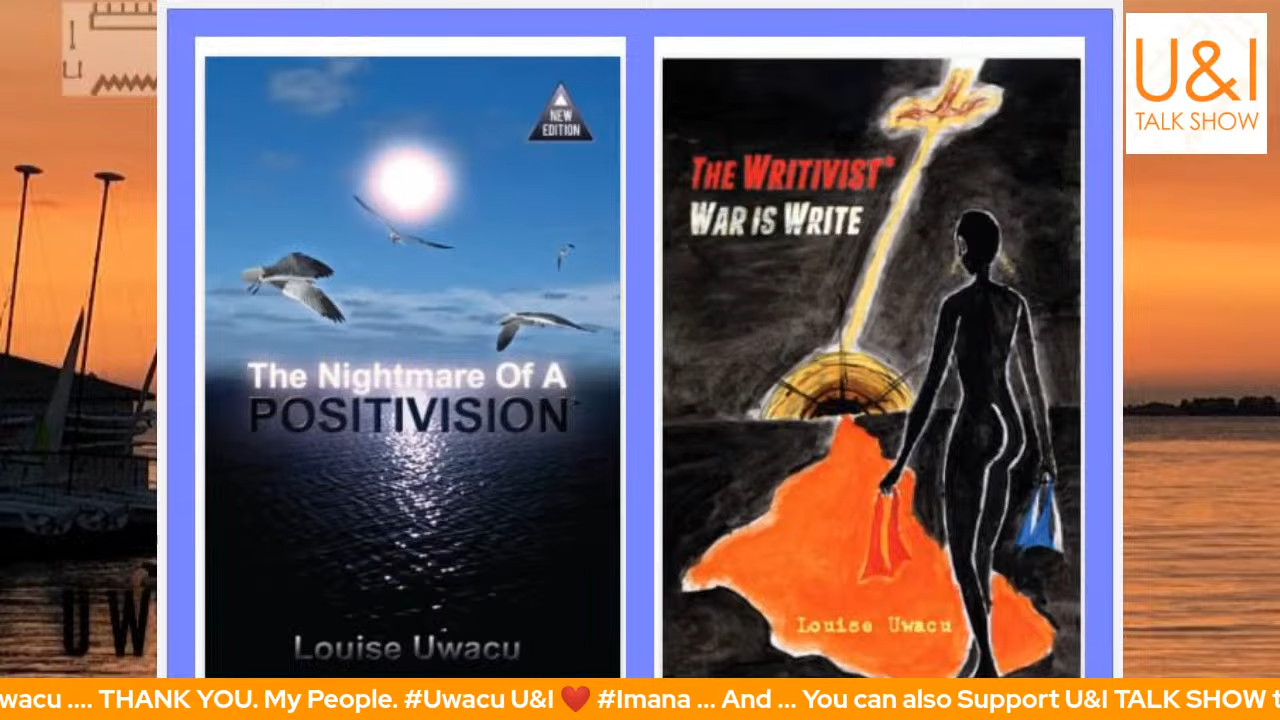 NEW
EDITION
The Nightmare Of A
POSITIVISION*
Louise Uwacu
THE WRITIVIST*
WAR IS WRITE
Louise Uwacu
U&I
TALK SHOW
UW
wacu .... THANK YOU. My People. #Uwacu U&I ❤️ #Imana ... And ... You can also Support U&I TALK SHOW t